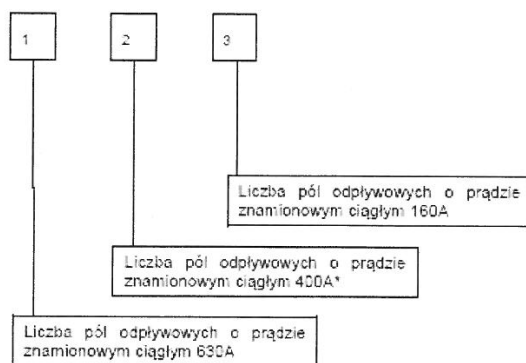 1 2 3
Liczba pól odpływowych o prądzie
znamionowym ciągłym 160A
Liczba pól odpływowych o prądzie
znamionowym ciągłym 400A*
Liczba pól odpływowych o prądzie
znamionowym ciągłym 630A